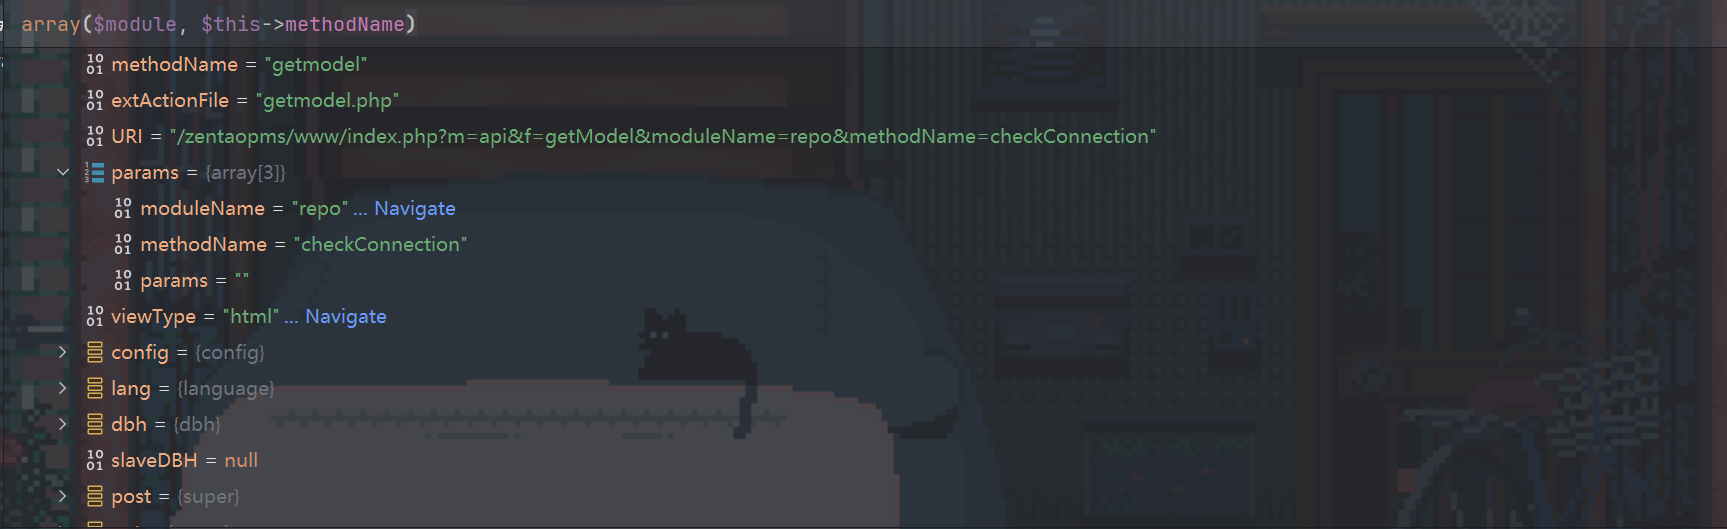 array($module, $this->methodName)
methodName = "getmodel"
extActionFile = "getmodel.php"
URI = "/zentaopms/www/index.php?m=api&f=getModel&moduleName=repo&methodName=checkConnection"
params = {array[3]}
moduleName = "repo" ... Navigate
methodName = "checkConnection"
params = ""
viewType = "html" ... Navigate
config = {config}
lang = {language}
dbh = {dbh}
slaveDBH = null
post = {super}